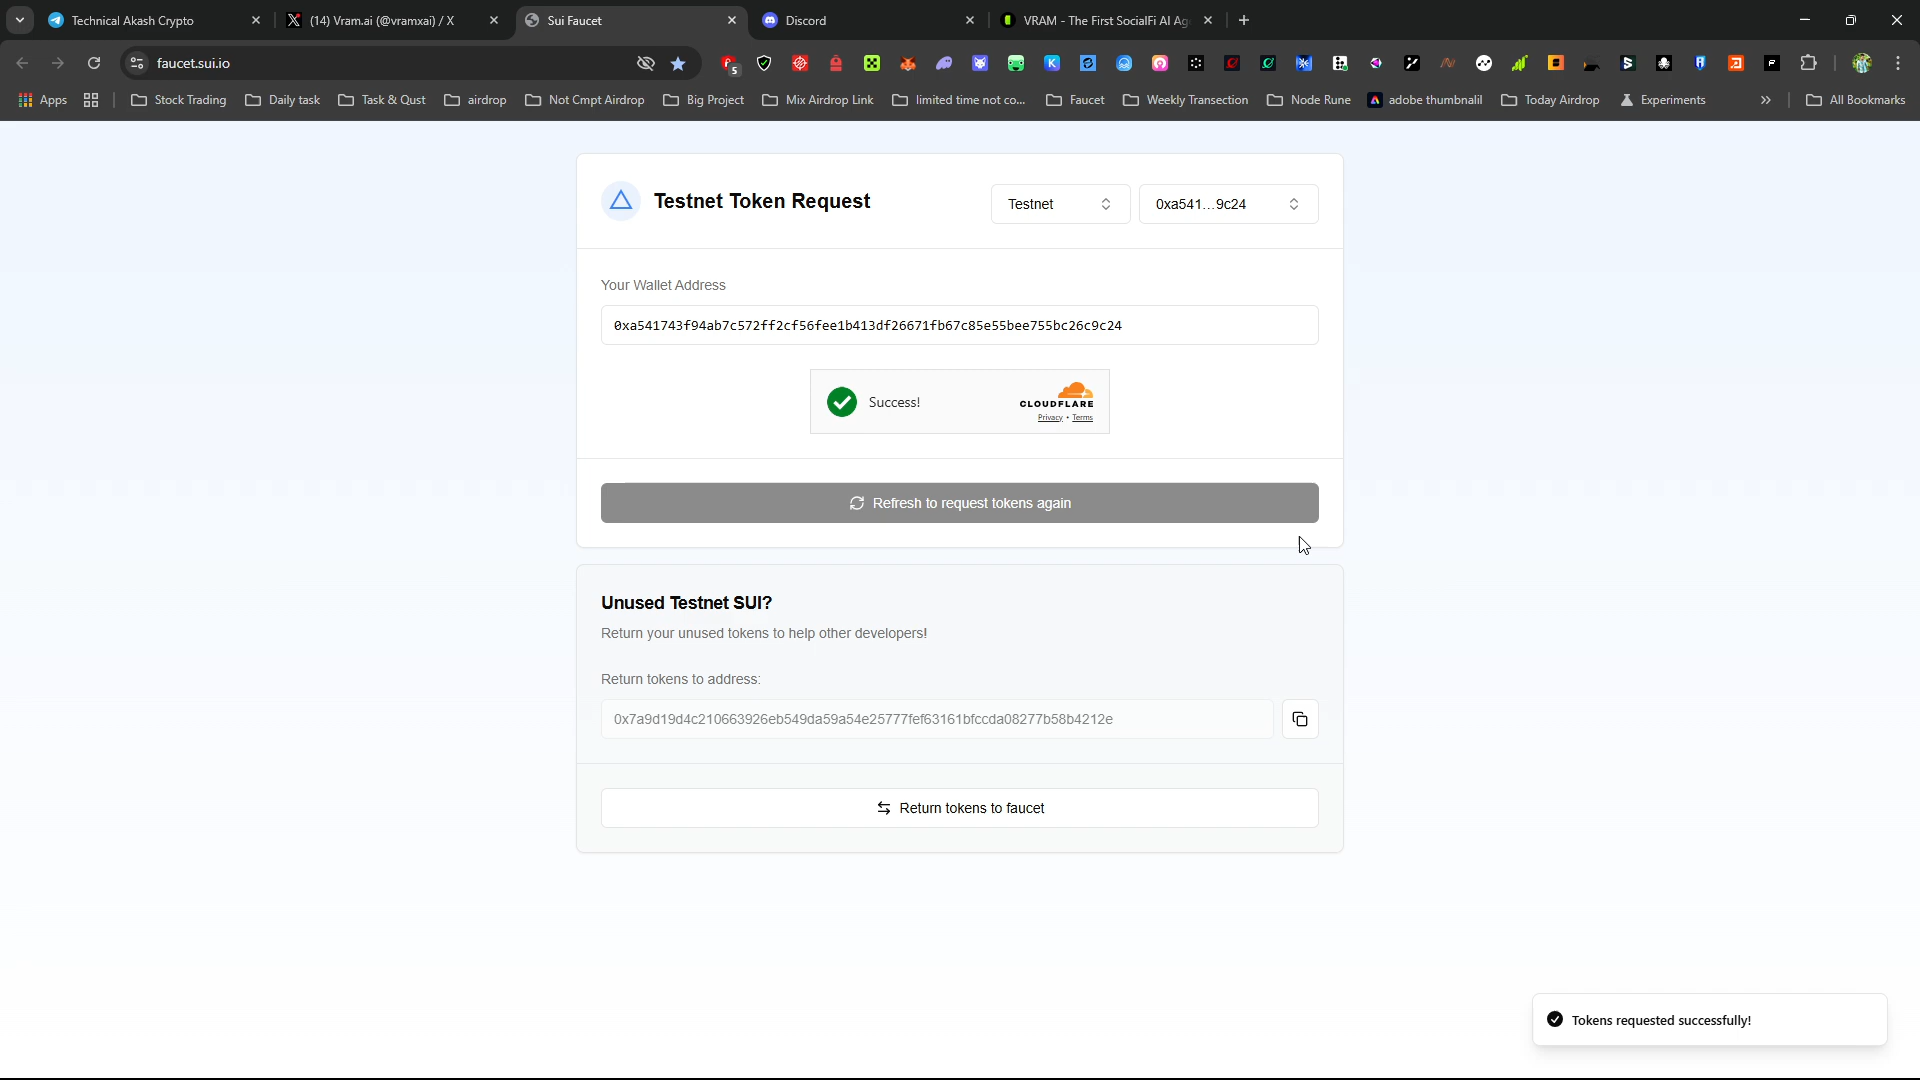 Technical Akash Crypto
(14) Vram.ai (@vramxai) / X
Sui Faucet
Discord
VRAM - The First SocialFi AI Ag
faucet.sui.io
5
Apps
Stock Trading
Daily task
Task & Qust
airdrop
Not Cmpt Airdrop
Big Project
Mix Airdrop Link
limited time not co...
Faucet
Weekly Transection
Node Rune
adobe thumbnalil
Today Airdrop
Experiments
All Bookmarks
Testnet Token Request
Testnet
0xa541...9c24
Your Wallet Address
0xa541743f94ab7c572ff2cf56fee1b413df26671fb67c85e55bee755bc26c9c24
Success!
CLOUDFLARE
Privacy • Terms
Refresh to request tokens again
Unused Testnet SUI?
Return your unused tokens to help other developers!
Return tokens to address:
0x7a9d19d4c210663926eb549da59a54e25777fef63161bfccda08277b58b4212e
Return tokens to faucet
Tokens requested successfully!